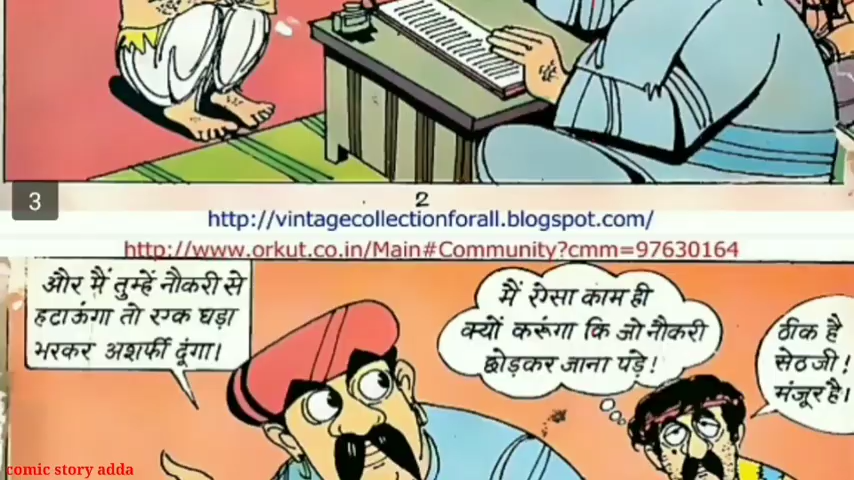 3
2
http://vintagecollectionforall.blogspot.com/
http://www.orkut.co.in/Main#Community?cmm=97630164
और मैं तुम्हें नौकरी से
हटाऊंगा तो एक घड़ा
भरकर अशर्फी दूंगा।
मैं ऐसा काम ही
क्यों करूंगा कि जो नौकरी
छोड़कर जाना पड़े!
ठीक है
सेठजी!
मंजूर है।
comic story adda